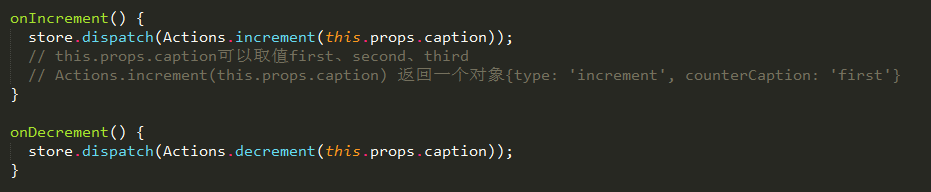 onIncrement() {
store.dispatch(Actions.increment(this.props.caption));
// this.props.caption可以取值first、second、third
// Actions.increment(this.props.caption) 返回一个对象{type: 'increment', counterCaption: 'first'}
}
onDecrement() {
store.dispatch(Actions.decrement(this.props.caption));
}